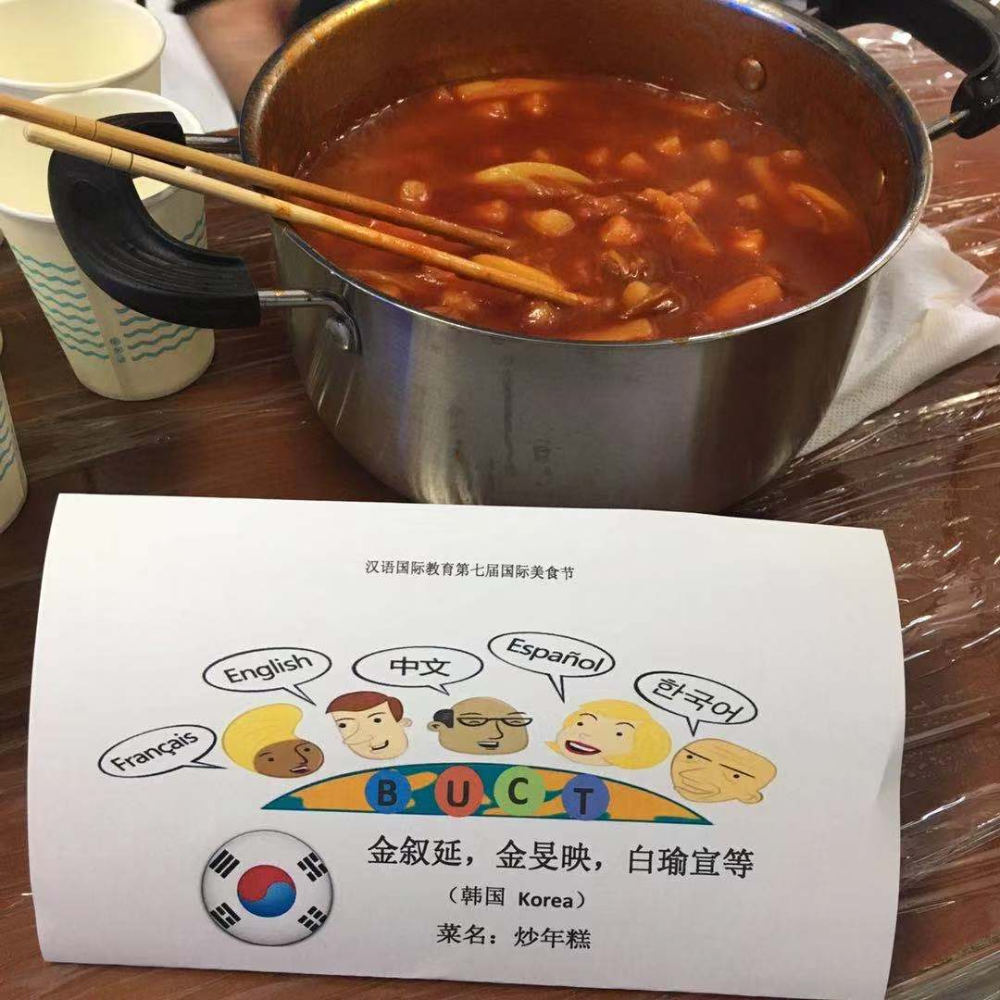 汉语国际教育第七届国际美食节
Français
English
中文
Español
한국어
BUCT
金叙延，金旻映，白瑜宣等
（韩国 Korea）
菜名：炒年糕